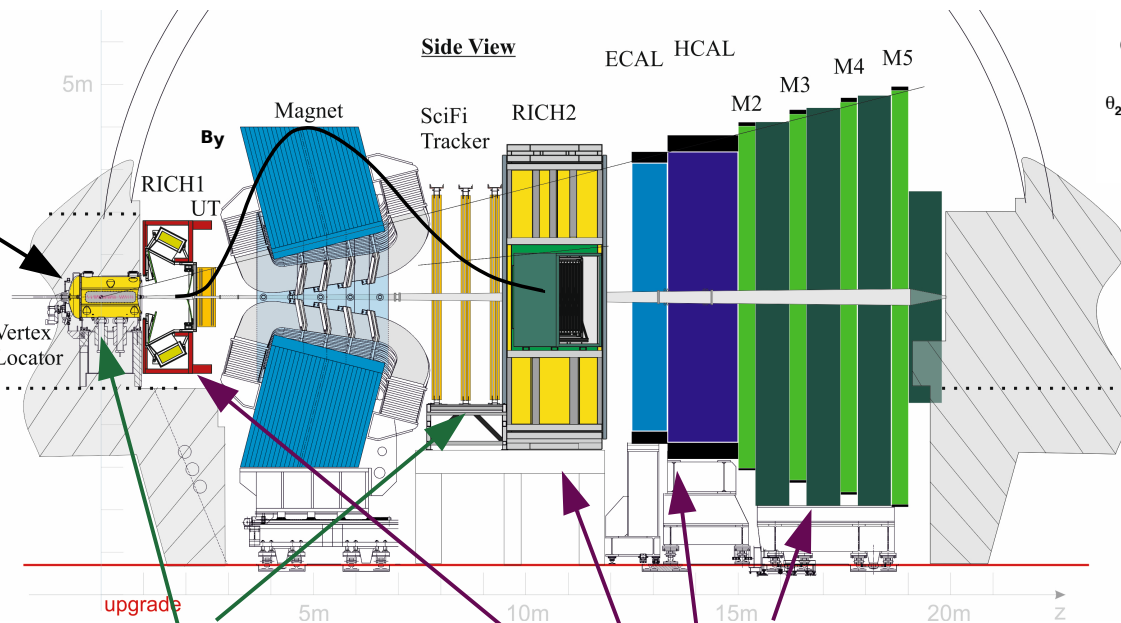 Side View
ECAL
HCAL
M5
M4
M3
M2
5m
Magnet
By
SciFi
Tracker
RICH2
RICH1
UT
θ2
Vertex
Locator
upgrade
5m
10m
15m
20m
z